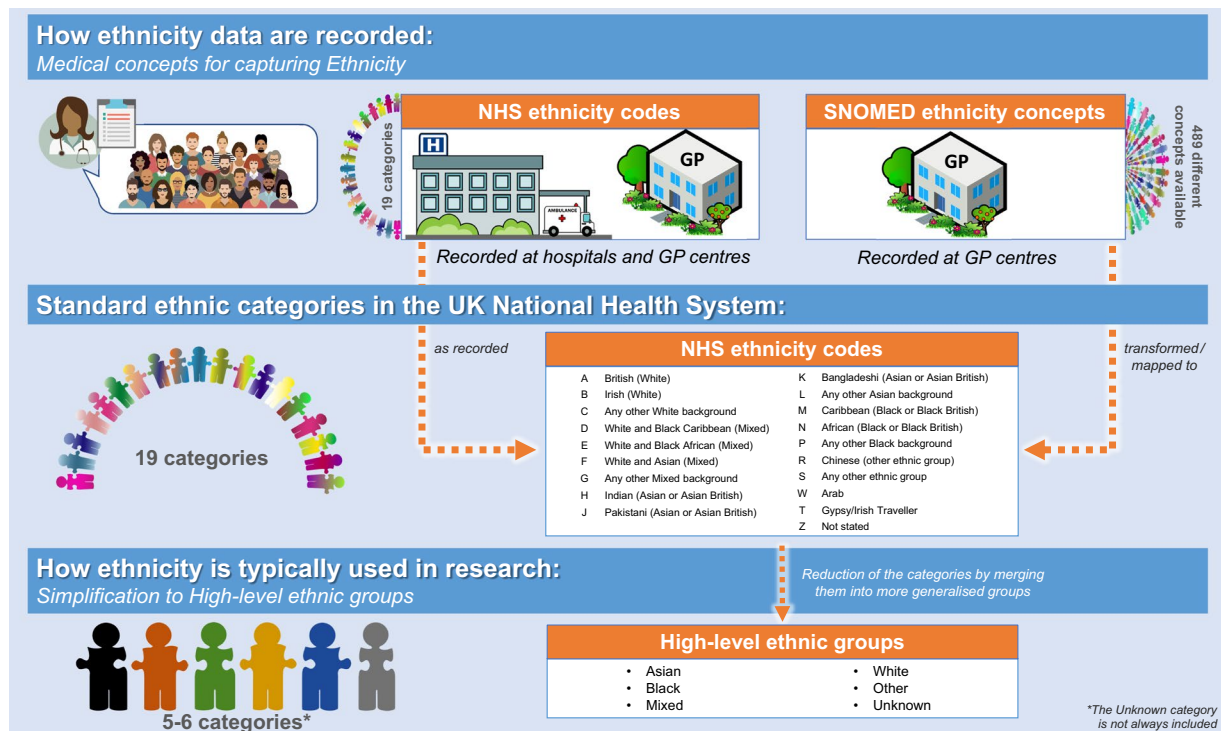 How ethnicity data are recorded:
Medical concepts for capturing Ethnicity
19 categories
NHS ethnicity codes
H
AMBULANCE
GP
Recorded at hospitals and GP centres
SNOMED ethnicity concepts
GP
489 different
concepts available
Recorded at GP centres
Standard ethnic categories in the UK National Health System:
19 categories
as recorded
NHS ethnicity codes
A British (White)
B Irish (White)
C Any other White background
D White and Black Caribbean (Mixed)
E White and Black African (Mixed)
F White and Asian (Mixed)
G Any other Mixed background
H Indian (Asian or Asian British)
J Pakistani (Asian or Asian British)
K Bangladeshi (Asian or Asian British)
L Any other Asian background
M Caribbean (Black or Black British)
N African (Black or Black British)
P Any other Black background
R Chinese (other ethnic group)
S Any other ethnic group
W Arab
T Gypsy/Irish Traveller
Z Not stated
transformed/
mapped to
How ethnicity is typically used in research:
Simplification to High-level ethnic groups
Reduction of the categories by merging
them into more generalised groups
5-6 categories*
High-level ethnic groups
• Asian
• Black
• Mixed
• White
• Other
• Unknown
*The Unknown category
is not always included